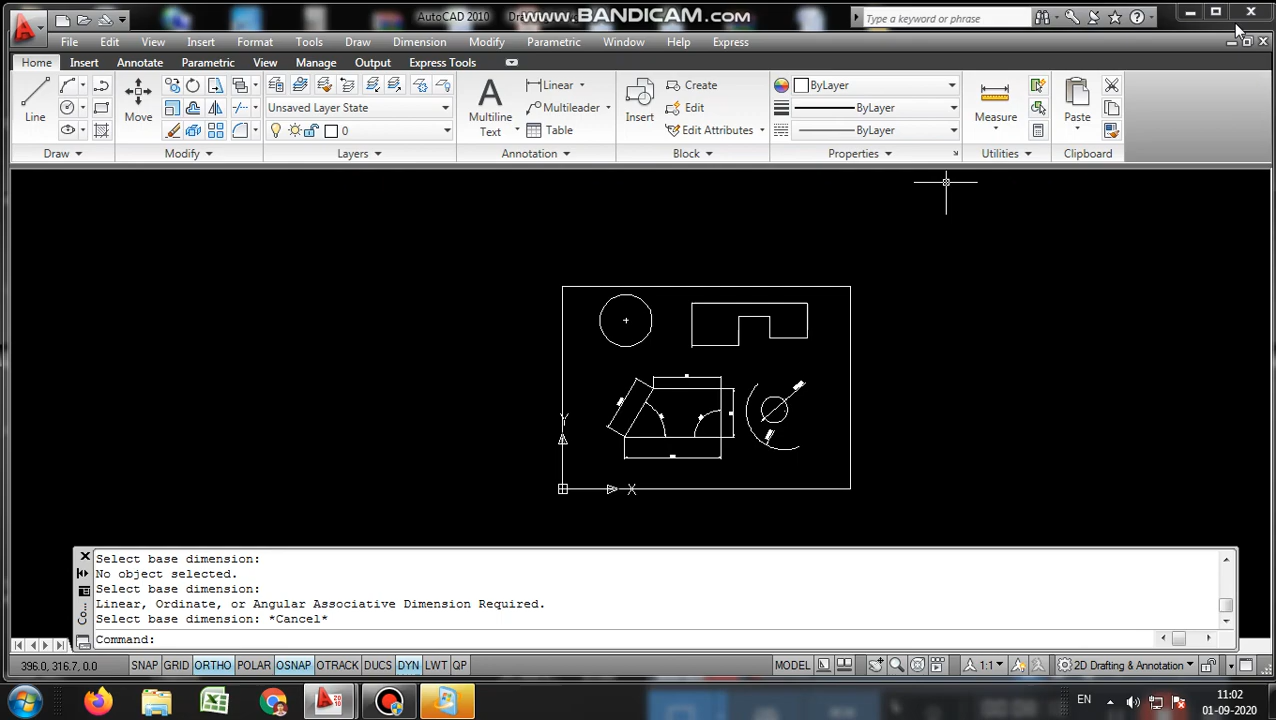 AutoCAD 2010
www.BANDICAM.com
Type a keyword or phrase
File Edit View Insert Format Tools Draw Dimension Modify Parametric Window Help Express
Home Insert Annotate Parametric View Manage Output Express Tools
Line
Move
Unsaved Layer State
0
Multiline
Text
Linear
Multileader
Table
Insert
Create
Edit
Edit Attributes
ByLayer
ByLayer
ByLayer
Measure
Paste
Draw Modify Layers Annotation Block Properties Utilities Clipboard
Y
X
Select base dimension:
No object selected.
Select base dimension:
Linear, Ordinate, or Angular Associative Dimension Required.
Select base dimension: *Cancel*
Co...
Command:
396.0, 316.7, 0.0 SNAP GRID ORTHO POLAR OSNAP OTRACK DUCS DYN LWT QP MODEL 1:1 2D Drafting & Annotation
EN
11:02
01-09-2020